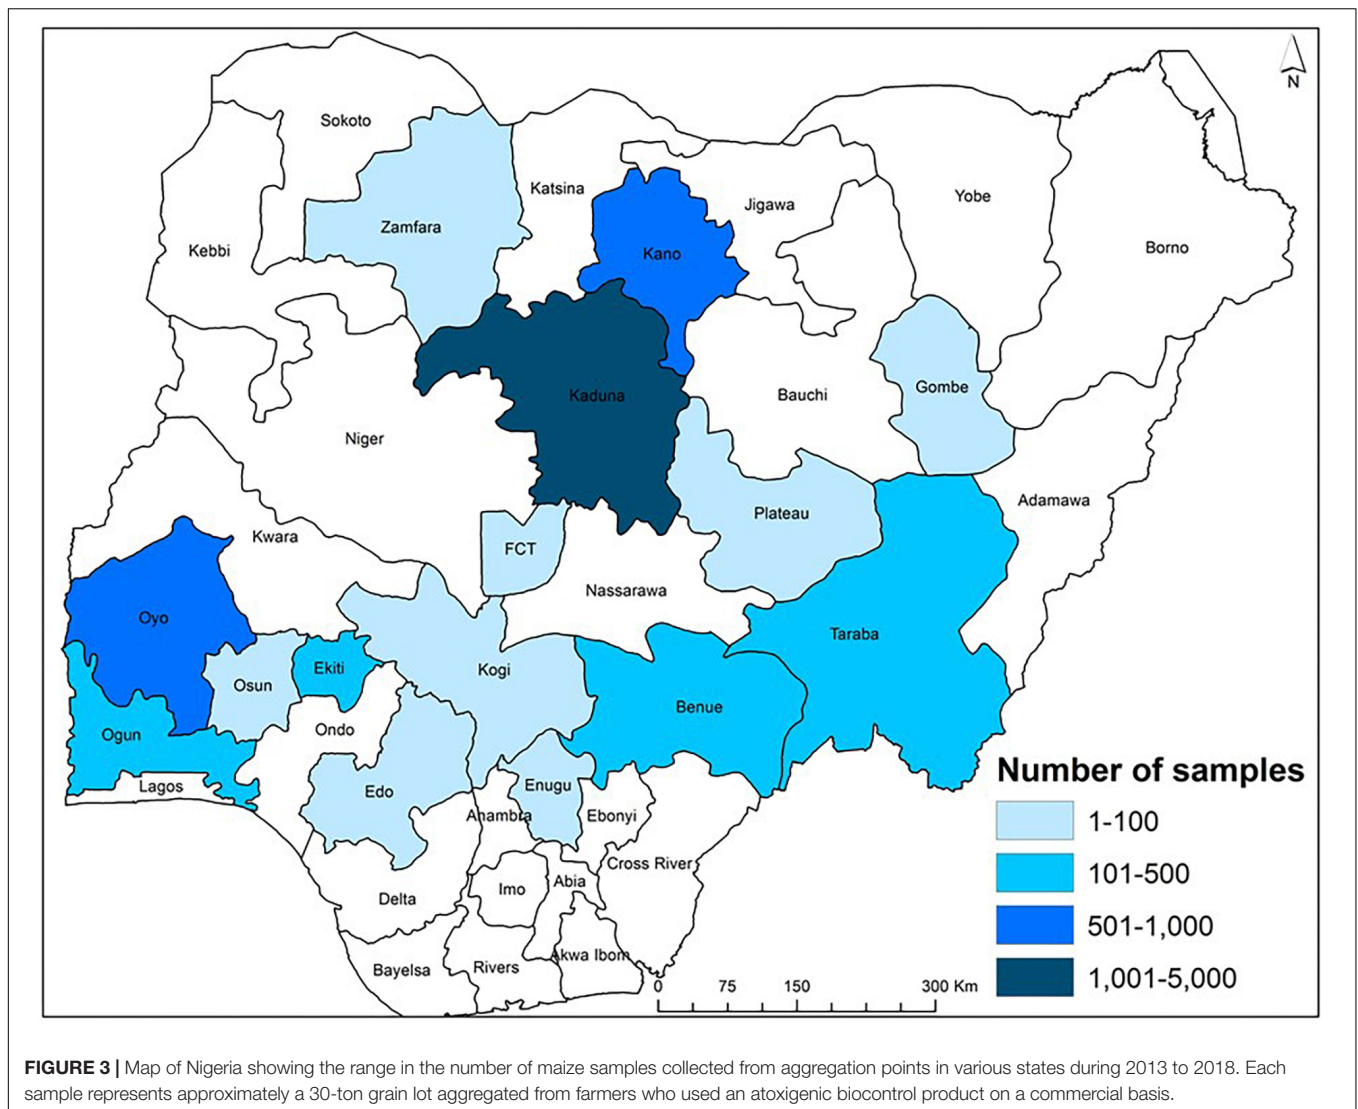 N
Sokoto
Katsina
Jigawa
Yobe
Zamfara
Kebbi
Kano
Borno
Kaduna
Bauchi
Gombe
Niger
Adamawa
Plateau
Kwara
FCT
Nassarawa
Oyo
Taraba
Ekiti
Kogi
Osun
Benue
Ogun
Ondo
Lagos
Edo
Enugu
Anambra
Ebonyi
Cross River
Imo
Abia
Delta
Akwa Ibom
Bayelsa
Rivers
Number of samples
1-100
101-500
501-1,000
1,001-5,000
0 75 150 300 Km
FIGURE 3 | Map of Nigeria showing the range in the number of maize samples collected from aggregation points in various states during 2013 to 2018. Each
sample represents approximately a 30-ton grain lot aggregated from farmers who used an atoxigenic biocontrol product on a commercial basis.